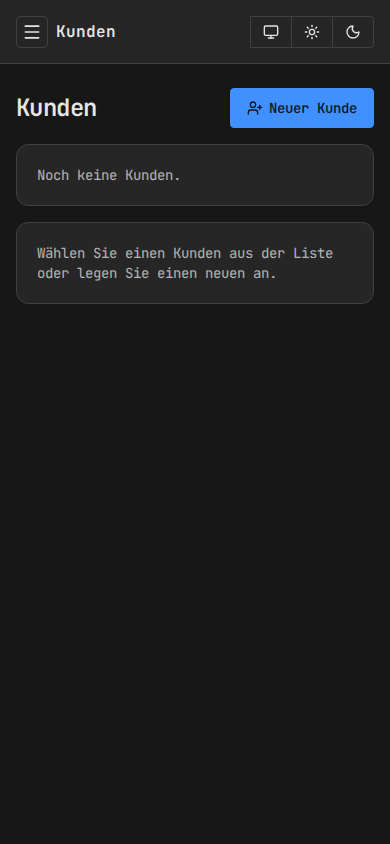 Kunden
Kunden
Neuer Kunde
Noch keine Kunden.
Wählen Sie einen Kunden aus der Liste
oder legen Sie einen neuen an.